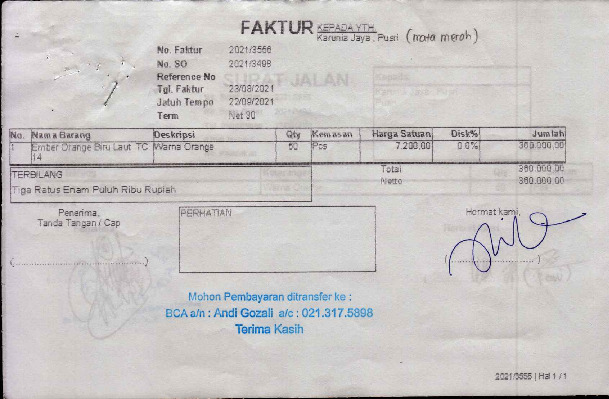 FAKTUR KEPADA YTH.
Karunia Jaya, Pusri (nota merah)
No. Faktur 2021/3566
No. SO 2021/3498
Reference No
Tgl. Faktur 23/08/2021
Jatuh Tempo 22/09/2021
Term Net 30
SURAT JALAN
No. Nama Barang Deskripsi Qty Kemasan Harga Satuan Disk% Jumlah
1 Ember Orange Biru Laut TC 14 Warna Orange 50 Pcs 7,200.00 0.0% 360,000.00
TERBILANG
Tiga Ratus Enam Puluh Ribu Rupiah
Total 360,000.00
Netto 360,000.00
Penerima,
Tanda Tangan / Cap
PERHATIAN
Hormat kami,
(........................)
(........................)
Mohon Pembayaran ditransfer ke :
BCA a/n : Andi Gozali a/c : 021.317.5898
Terima Kasih
2021/3566 | Hal 1 / 1